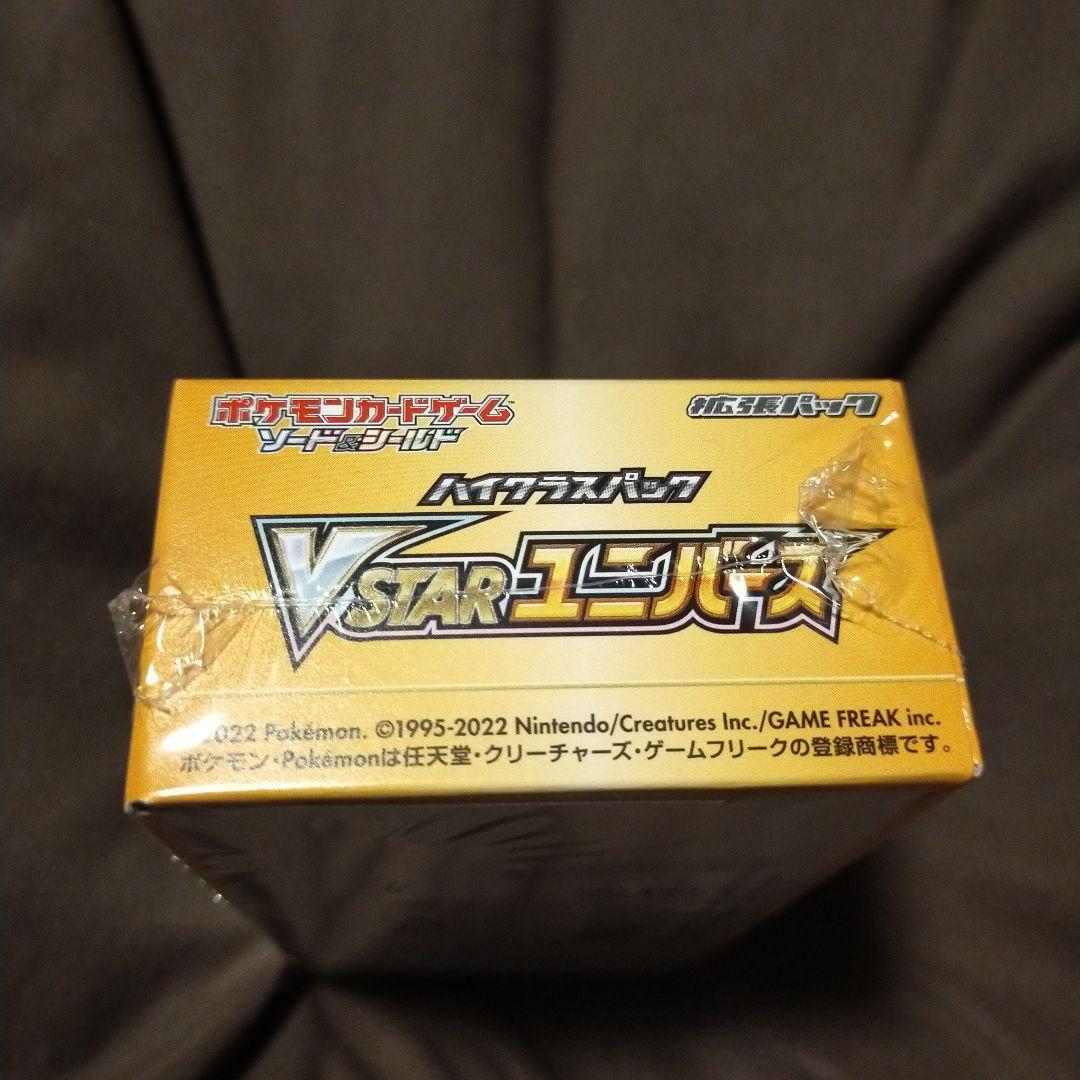 ポケモンカードゲーム™
ソード&シールド
拡張パック
ハイクラスパック
VSTARユニバース
2022 Pokémon. ©1995-2022 Nintendo/Creatures Inc./GAME FREAK inc.
ポケモン・Pokémonは任天堂・クリーチャーズ・ゲームフリークの登録商標です。